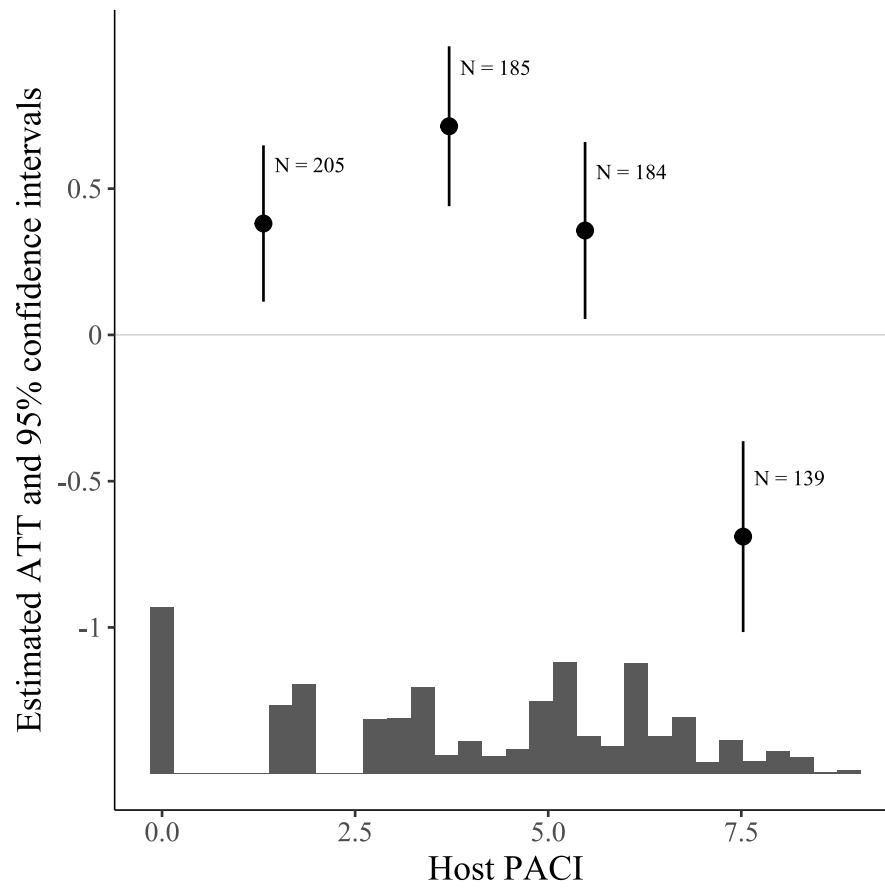 Estimated ATT and 95% confidence intervals
N = 185
N = 205
N = 184
0.5
0
-0.5
N = 139
-1
0.0 2.5 5.0 7.5
Host PACI